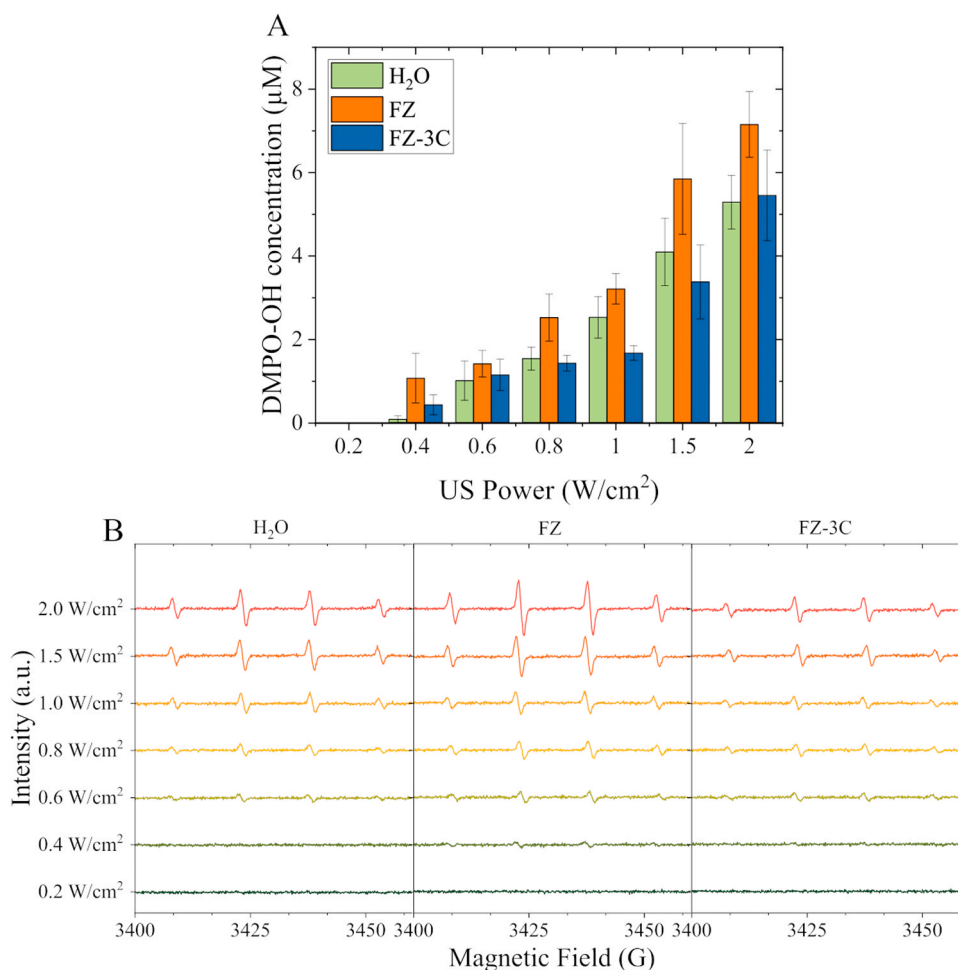 A
DMPO-OH concentration (μM)
8
6
4
2
0
H₂O
FZ
FZ-3C
0.2 0.4 0.6 0.8 1 1.5 2
US Power (W/cm²)
B
H₂O FZ FZ-3C
Intensity (a.u.)
2.0 W/cm²
1.5 W/cm²
1.0 W/cm²
0.8 W/cm²
0.6 W/cm²
0.4 W/cm²
0.2 W/cm²
3400 3425 3450 3400 3425 3450 3400 3425 3450
Magnetic Field (G)